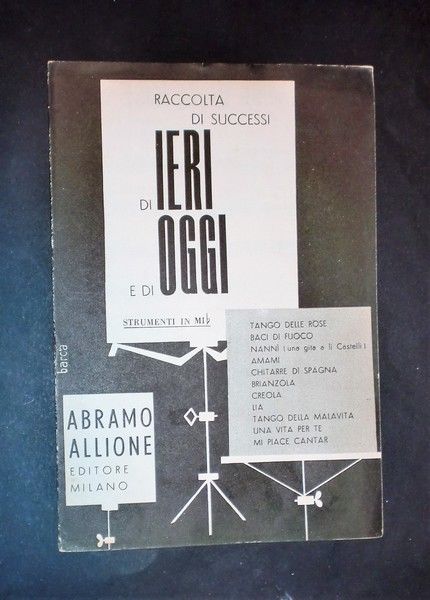 RACCOLTA
DI SUCCESSI
DI IERI
E DI OGGI
STRUMENTI IN MI♭
TANGO DELLE ROSE
BACI DI FUOCO
NANNÌ (una gita a li Castelli)
AMAMI
CHITARRE DI SPAGNA
BRIANZOLA
CREOLA
LIA
TANGO DELLA MALAVITA
UNA VITA PER TE
MI PIACE CANTAR
barca
ABRAMO
ALLIONE
EDITORE
MILANO